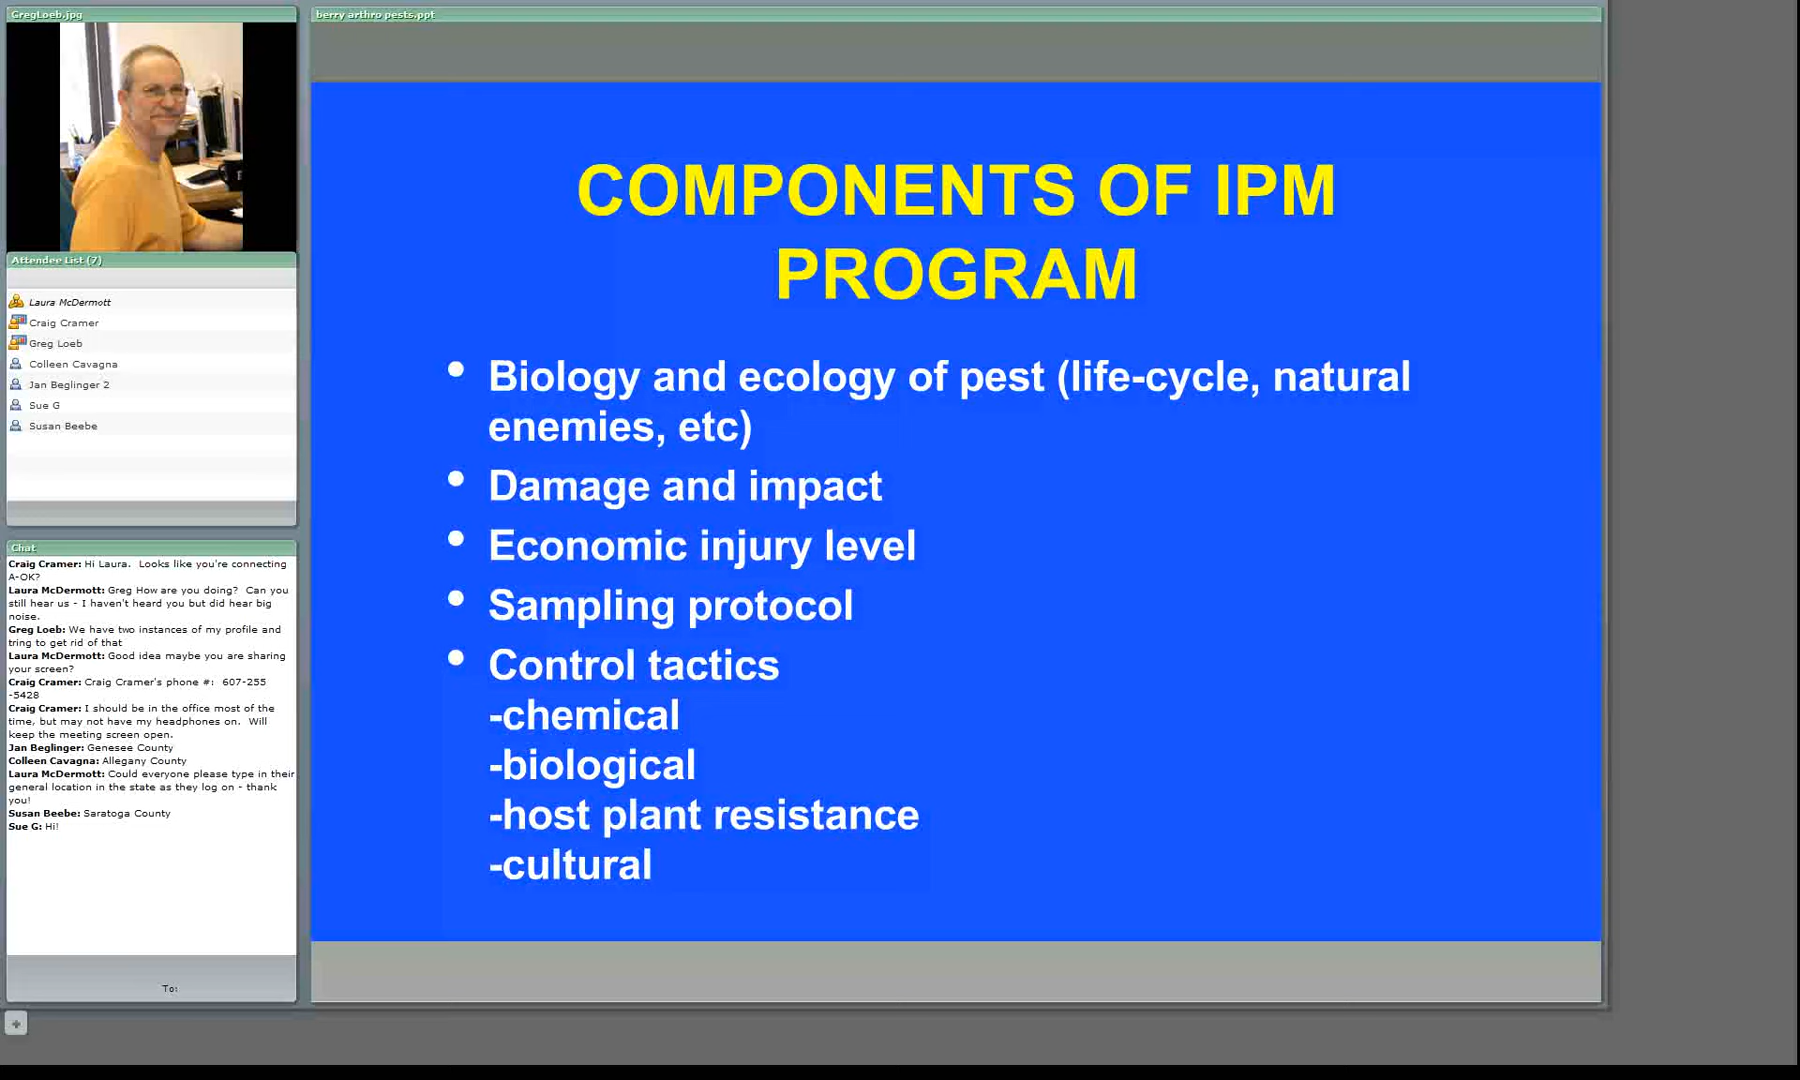 GregLoeb.jpg
Attendee List (7)
Laura McDermott
Craig Cramer
Greg Loeb
Colleen Cavagna
Jan Beglinger 2
Sue G
Susan Beebe
Chat
Craig Cramer: Hi Laura. Looks like you're connecting
A-OK?
Laura McDermott: Greg How are you doing? Can you
still hear us - I haven't heard you but did hear big
noise.
Greg Loeb: We have two instances of my profile and
tring to get rid of that
Laura McDermott: Good idea maybe you are sharing
your screen?
Craig Cramer: Craig Cramer's phone #: 607-255
-5428
Craig Cramer: I should be in the office most of the
time, but may not have my headphones on. Will
keep the meeting screen open.
Jan Beglinger: Genesee County
Colleen Cavagna: Allegany County
Laura McDermott: Could everyone please type in their
general location in the state as they log on - thank
you!
Susan Beebe: Saratoga County
Sue G: Hi!
To:
berry arthro pests.ppt
COMPONENTS OF IPM
PROGRAM
• Biology and ecology of pest (life-cycle, natural
enemies, etc)
• Damage and impact
• Economic injury level
• Sampling protocol
• Control tactics
-chemical
-biological
-host plant resistance
-cultural